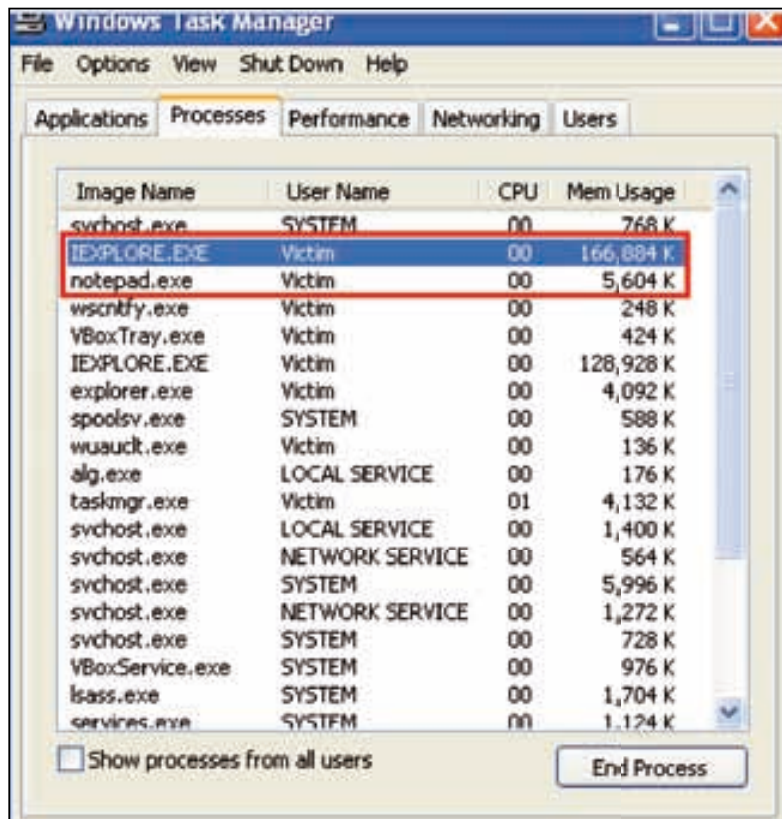 Windows Task Manager
File Options View Shut Down Help
Applications Processes Performance Networking Users
Image Name User Name CPU Mem Usage
svchost.exe SYSTEM 00 768 K
IEXPLORE.EXE Victim 00 166,884 K
notepad.exe Victim 00 5,604 K
wscntfy.exe Victim 00 248 K
VBoxTray.exe Victim 00 424 K
IEXPLORE.EXE Victim 00 128,928 K
explorer.exe Victim 00 4,092 K
spoolsv.exe SYSTEM 00 588 K
wuauclt.exe Victim 00 136 K
alg.exe LOCAL SERVICE 00 176 K
taskmgr.exe Victim 01 4,132 K
svchost.exe LOCAL SERVICE 00 1,400 K
svchost.exe NETWORK SERVICE 00 564 K
svchost.exe SYSTEM 00 5,996 K
svchost.exe NETWORK SERVICE 00 1,272 K
svchost.exe SYSTEM 00 728 K
VBoxService.exe SYSTEM 00 976 K
lsass.exe SYSTEM 00 1,704 K
services.exe SYSTEM 00 1,124 K
Show processes from all users
End Process